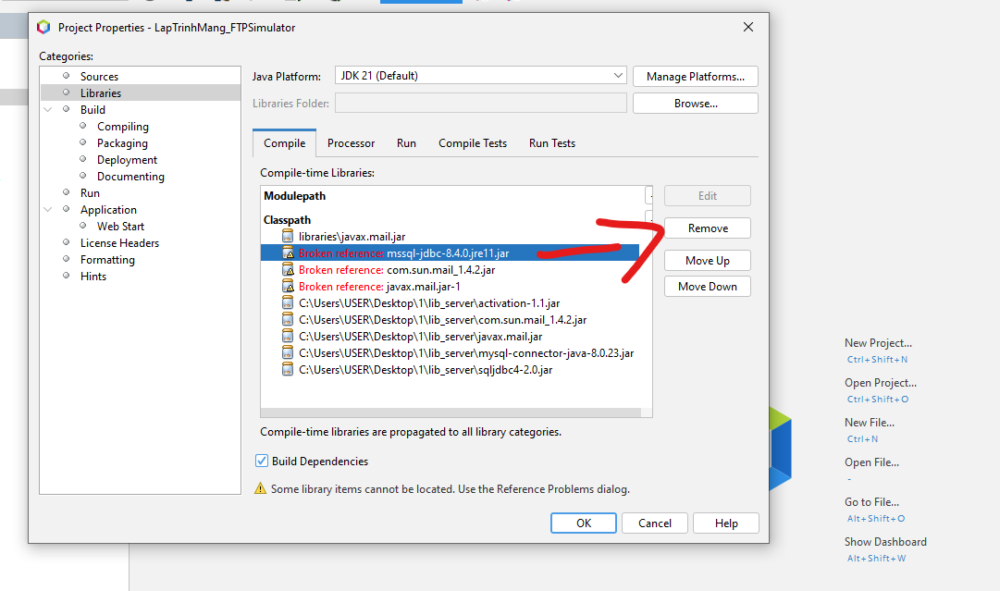 Project Properties - LapTrinhMang_FTPSimulator
Categories:
Sources
Libraries
Build
Compiling
Packaging
Deployment
Documenting
Run
Application
Web Start
License Headers
Formatting
Hints
Java Platform:
JDK 21 (Default)
Manage Platforms...
Libraries Folder:
Browse...
Compile
Processor
Run
Compile Tests
Run Tests
Compile-time Libraries:
Modulepath
Classpath
libraries\javax.mail.jar
Broken reference: mssql-jdbc-8.4.0.jre11.jar
Broken reference: com.sun.mail_1.4.2.jar
Broken reference: javax.mail.jar-1
C:\Users\USER\Desktop\1\lib_server\activation-1.1.jar
C:\Users\USER\Desktop\1\lib_server\com.sun.mail_1.4.2.jar
C:\Users\USER\Desktop\1\lib_server\javax.mail.jar
C:\Users\USER\Desktop\1\lib_server\mysql-connector-java-8.0.23.jar
C:\Users\USER\Desktop\1\lib_server\sqljdbc4-2.0.jar
Edit
Remove
Move Up
Move Down
Compile-time libraries are propagated to all library categories.
Build Dependencies
Some library items cannot be located. Use the Reference Problems dialog.
OK
Cancel
Help
New Project...
Ctrl+Shift+N
Open Project...
Ctrl+Shift+O
New File...
Ctrl+N
Open File...
-
Go to File...
Alt+Shift+O
Show Dashboard
Alt+Shift+W